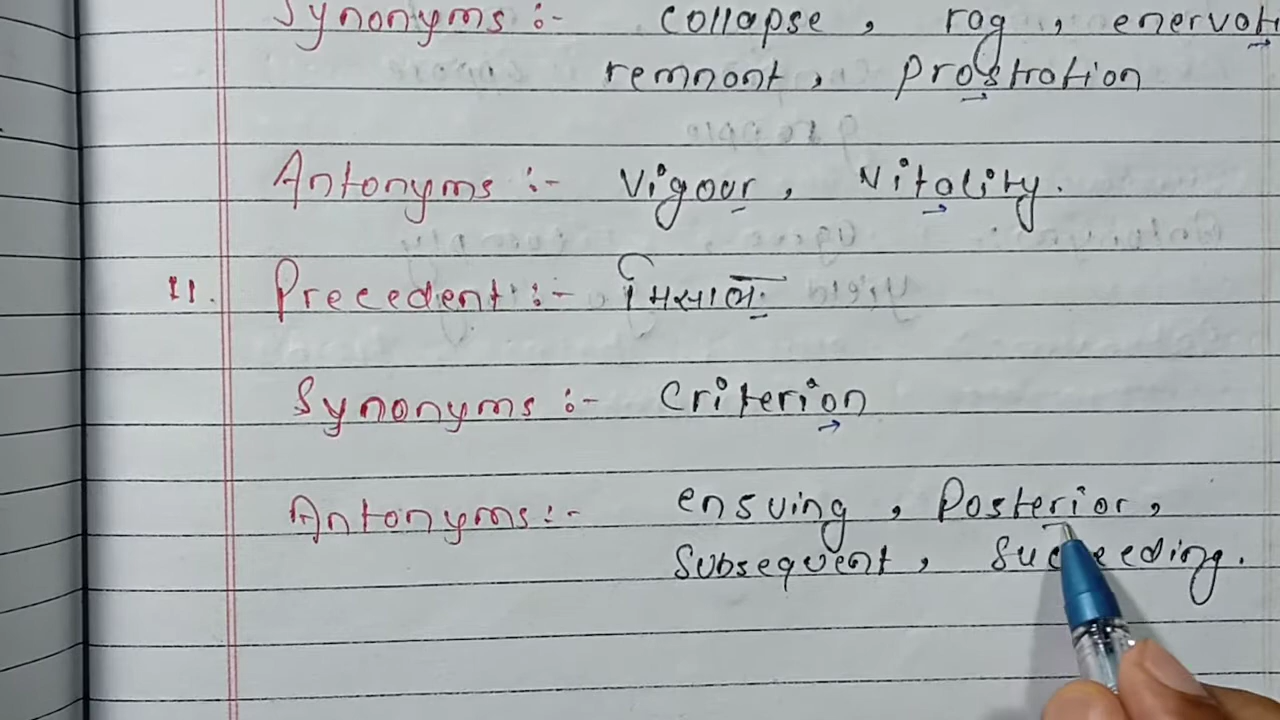 Synonyms :- collapse, rag, enervat
remnant, Prostration
Antonyms :- Vigour, Vitality.
11. Precedent :- मिसाल
Synonyms :- Criterion
Antonyms :- ensuing, Posterior,
Subsequent, Succeeding.